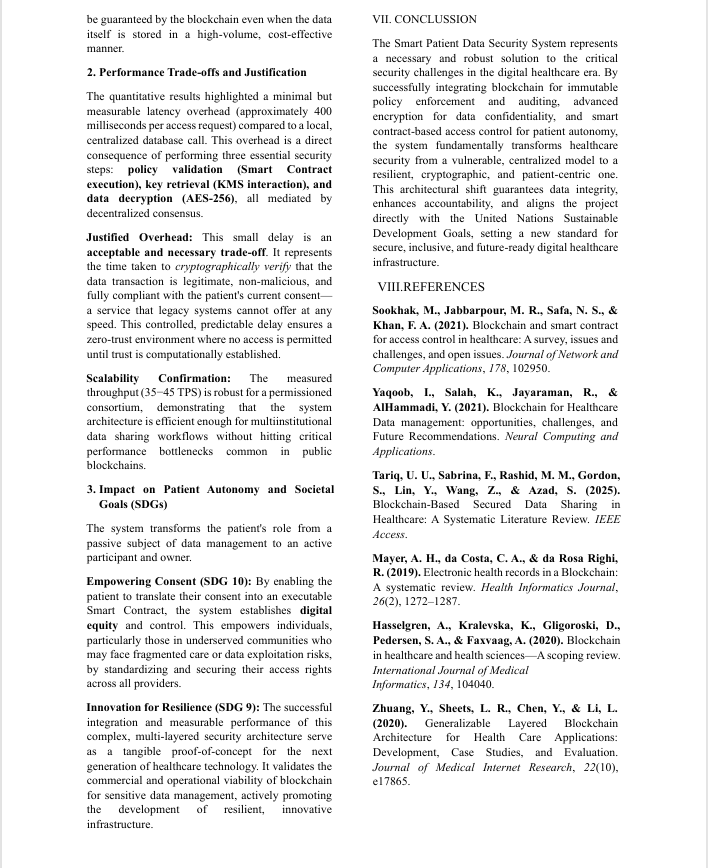 be guaranteed by the blockchain even when the data
itself is stored in a high-volume, cost-effective
manner.
2. Performance Trade-offs and Justification
The quantitative results highlighted a minimal but
measurable latency overhead (approximately 400
milliseconds per access request) compared to a local,
centralized database call. This overhead is a direct
consequence of performing three essential security
steps: policy validation (Smart Contract
execution), key retrieval (KMS interaction), and
data decryption (AES-256), all mediated by
decentralized consensus.
Justified Overhead: This small delay is an
acceptable and necessary trade-off. It represents
the time taken to cryptographically verify that the
data transaction is legitimate, non-malicious, and
fully compliant with the patient's current consent—
a service that legacy systems cannot offer at any
speed. This controlled, predictable delay ensures a
zero-trust environment where no access is permitted
until trust is computationally established.
Scalability Confirmation: The measured
throughput (35−45 TPS) is robust for a permissioned
consortium, demonstrating that the system
architecture is efficient enough for multiinstitutional
data sharing workflows without hitting critical
performance bottlenecks common in public
blockchains.
3. Impact on Patient Autonomy and Societal
Goals (SDGs)
The system transforms the patient's role from a
passive subject of data management to an active
participant and owner.
Empowering Consent (SDG 10): By enabling the
patient to translate their consent into an executable
Smart Contract, the system establishes digital
equity and control. This empowers individuals,
particularly those in underserved communities who
may face fragmented care or data exploitation risks,
by standardizing and securing their access rights
across all providers.
Innovation for Resilience (SDG 9): The successful
integration and measurable performance of this
complex, multi-layered security architecture serve
as a tangible proof-of-concept for the next
generation of healthcare technology. It validates the
commercial and operational viability of blockchain
for sensitive data management, actively promoting
the development of resilient, innovative
infrastructure.
VII. CONCLUSSION
The Smart Patient Data Security System represents
a necessary and robust solution to the critical
security challenges in the digital healthcare era. By
successfully integrating blockchain for immutable
policy enforcement and auditing, advanced
encryption for data confidentiality, and smart
contract-based access control for patient autonomy,
the system fundamentally transforms healthcare
security from a vulnerable, centralized model to a
resilient, cryptographic, and patient-centric one.
This architectural shift guarantees data integrity,
enhances accountability, and aligns the project
directly with the United Nations Sustainable
Development Goals, setting a new standard for
secure, inclusive, and future-ready digital healthcare
infrastructure.
VIII.REFERENCES
Sookhak, M., Jabbarpour, M. R., Safa, N. S., &
Khan, F. A. (2021). Blockchain and smart contract
for access control in healthcare: A survey, issues and
challenges, and open issues. Journal of Network and
Computer Applications, 178, 102950.
Yaqoob, I., Salah, K., Jayaraman, R., &
AlHammadi, Y. (2021). Blockchain for Healthcare
Data management: opportunities, challenges, and
Future Recommendations. Neural Computing and
Applications.
Tariq, U. U., Sabrina, F., Rashid, M. M., Gordon,
S., Lin, Y., Wang, Z., & Azad, S. (2025).
Blockchain-Based Secured Data Sharing in
Healthcare: A Systematic Literature Review. IEEE
Access.
Mayer, A. H., da Costa, C. A., & da Rosa Righi,
R. (2019). Electronic health records in a Blockchain:
A systematic review. Health Informatics Journal,
26(2), 1272–1287.
Hasselgren, A., Kralevska, K., Gligoroski, D.,
Pedersen, S. A., & Faxvaag, A. (2020). Blockchain
in healthcare and health sciences—A scoping review.
International Journal of Medical
Informatics, 134, 104040.
Zhuang, Y., Sheets, L. R., Chen, Y., & Li, L.
(2020). Generalizable Layered Blockchain
Architecture for Health Care Applications:
Development, Case Studies, and Evaluation.
Journal of Medical Internet Research, 22(10),
e17865.